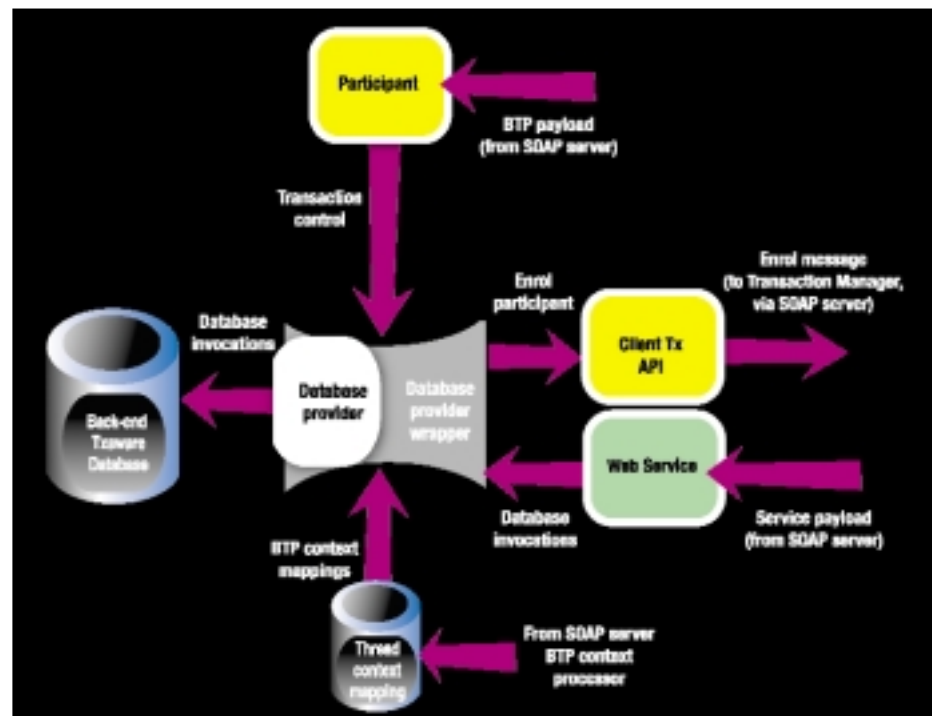 Participant
BTP payload
(from SOAP server)
Transaction
control
Enrol message
(to Transaction Manager,
via SOAP server)
Enrol
participant
Database
invocations
Client Tx
API
Database
provider
Database
provider
wrapper
Back-end
Txaware
Database
Web Service
Database
invocations
Service payload
(from SOAP server)
BTP context
mappings
Thread
context
mapping
From SOAP server
BTP context
processer